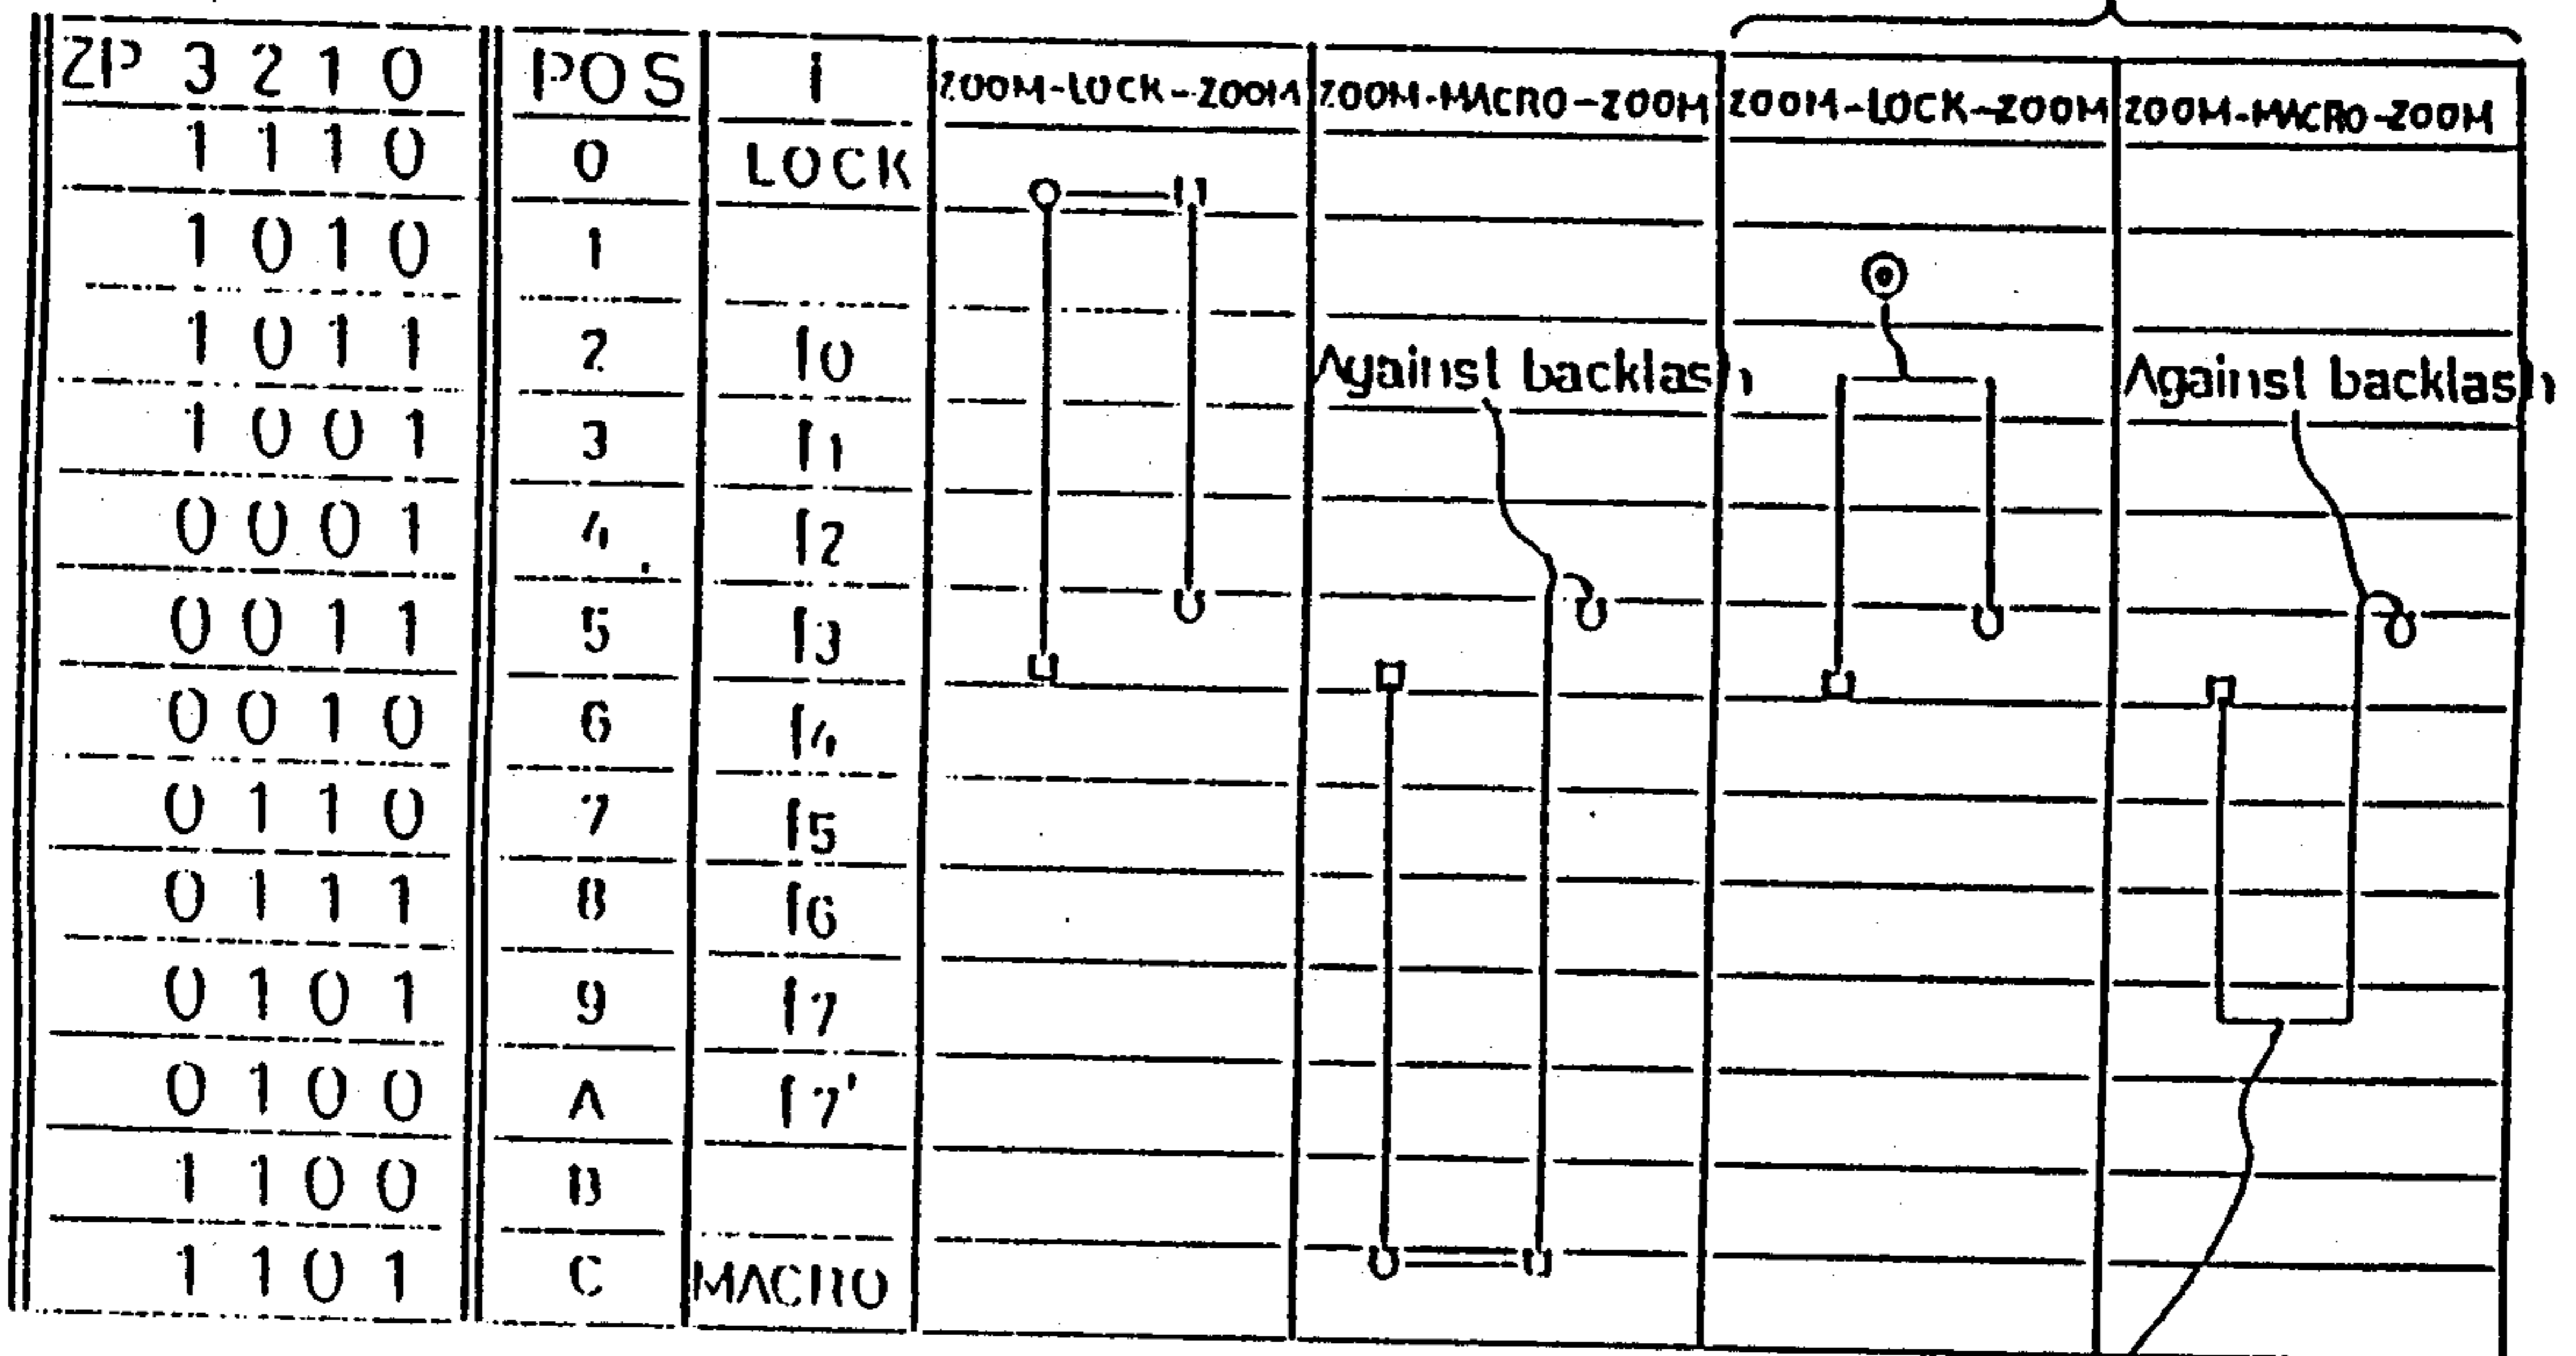 ZP 3 2 1 0 POS f ZOOM-LOCK-ZOOM ZOOM-MACRO-ZOOM ZOOM-LOCK-ZOOM ZOOM-MACRO-ZOOM
1 1 1 0 0 LOCK
1 0 1 0 1
1 0 1 1 2 f0 Against backlash Against backlash
1 0 0 1 3 f1
0 0 0 1 4 f2
0 0 1 1 5 f3
0 0 1 0 6 f4
0 1 1 0 7 f5
0 1 1 1 8 f6
0 1 0 1 9 f7
0 1 0 0 A f7'
1 1 0 0 B
1 1 0 1 C MACRO